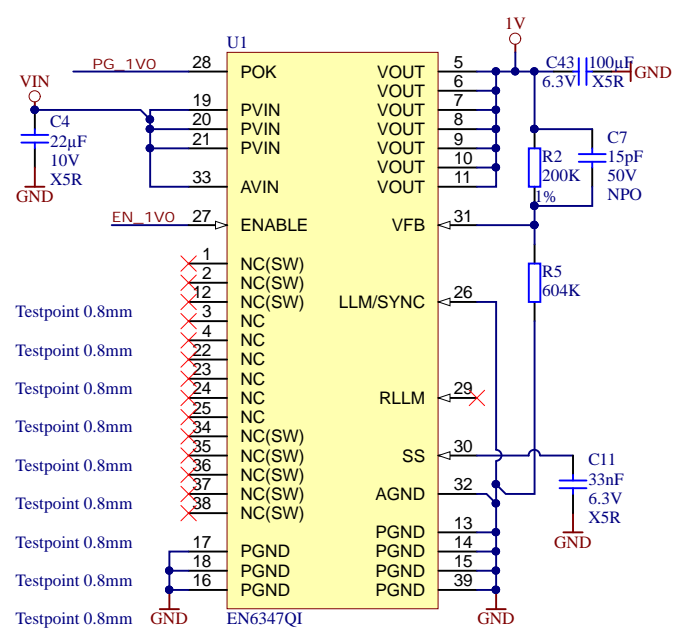 1V
U1
PG_1V0
28
POK
VOUT
5
C43
100µF
GND
6.3V
X5R
VOUT
6
VIN
19
PVIN
VOUT
7
C4
22µF
10V
X5R
GND
20
PVIN
VOUT
8
21
PVIN
VOUT
9
VOUT
10
33
AVIN
VOUT
11
C7
15pF
50V
NPO
R2
200K
1%
EN_1V0
27
ENABLE
VFB
31
1
NC(SW)
2
NC(SW)
12
NC(SW)
LLM/SYNC
26
R5
604K
3
NC
4
NC
22
NC
23
NC
24
NC
RLLM
29
25
NC
34
NC(SW)
35
NC(SW)
SS
30
36
NC(SW)
37
NC(SW)
AGND
32
38
NC(SW)
C11
33nF
6.3V
X5R
GND
PGND
13
17
PGND
PGND
14
18
PGND
PGND
15
16
PGND
PGND
39
GND
EN6347QI
GND
Testpoint 0.8mm
Testpoint 0.8mm
Testpoint 0.8mm
Testpoint 0.8mm
Testpoint 0.8mm
Testpoint 0.8mm
Testpoint 0.8mm
Testpoint 0.8mm
Testpoint 0.8mm